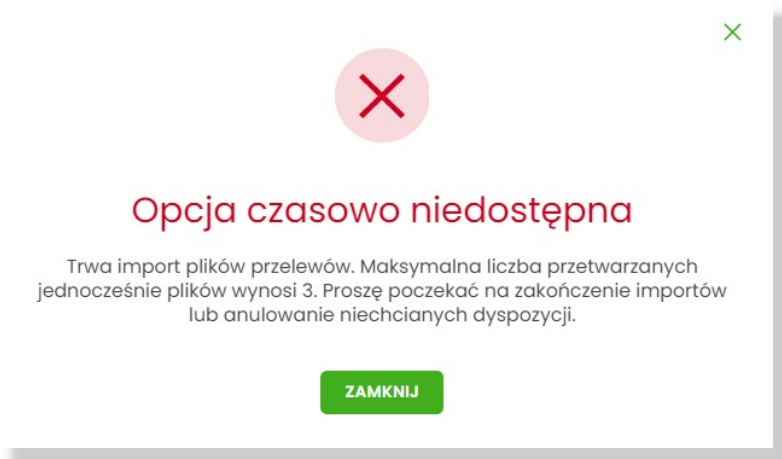 Opcja czasowo niedostępna
Trwa import plików przelewów. Maksymalna liczba przetwarzanych
jednocześnie plików wynosi 3. Proszę poczekać na zakończenie importów
lub anulowanie niechcianych dyspozycji.
ZAMKNIJ